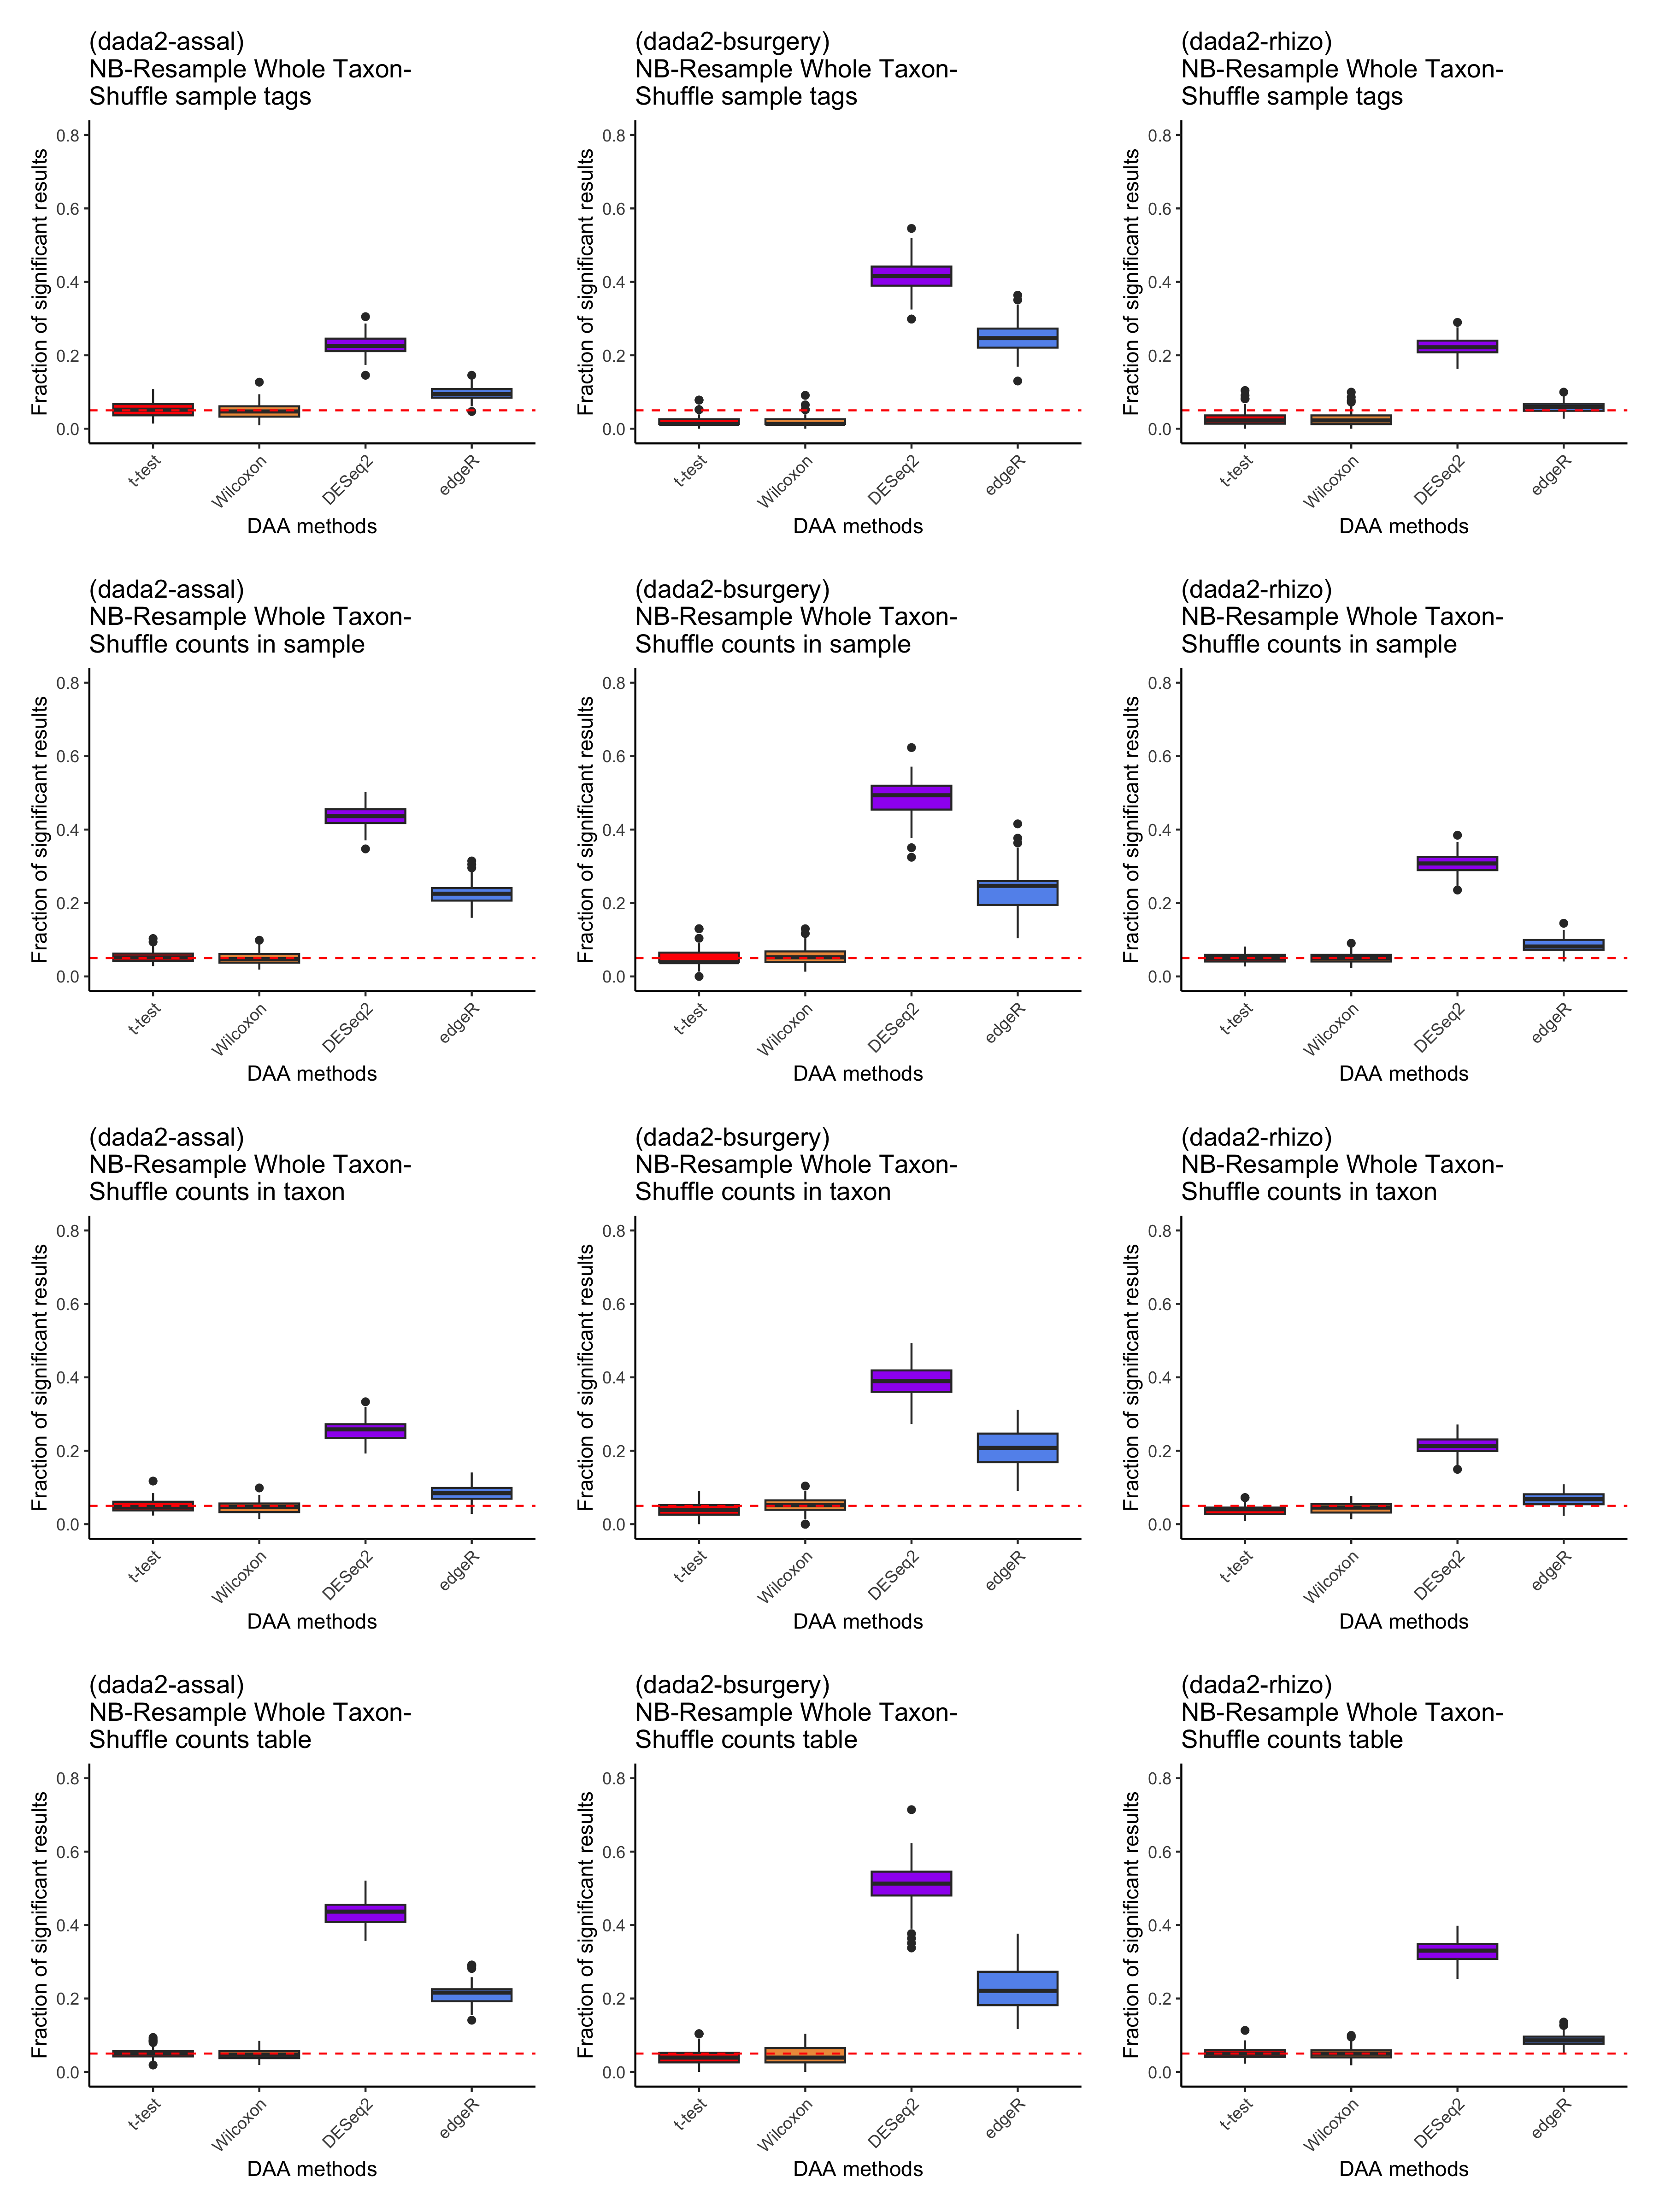 (dada2-assal)
NB-Resample Whole Taxon-
Shuffle sample tags
Fraction of significant results
0.8
0.6
0.4
0.2
0.0
t-test
Wilcoxon
DESeq2
edgeR
DAA methods
(dada2-bsurgery)
NB-Resample Whole Taxon-
Shuffle sample tags
Fraction of significant results
0.8
0.6
0.4
0.2
0.0
t-test
Wilcoxon
DESeq2
edgeR
DAA methods
(dada2-rhizo)
NB-Resample Whole Taxon-
Shuffle sample tags
Fraction of significant results
0.8
0.6
0.4
0.2
0.0
t-test
Wilcoxon
DESeq2
edgeR
DAA methods
(dada2-assal)
NB-Resample Whole Taxon-
Shuffle counts in sample
Fraction of significant results
0.8
0.6
0.4
0.2
0.0
t-test
Wilcoxon
DESeq2
edgeR
DAA methods
(dada2-bsurgery)
NB-Resample Whole Taxon-
Shuffle counts in sample
Fraction of significant results
0.8
0.6
0.4
0.2
0.0
t-test
Wilcoxon
DESeq2
edgeR
DAA methods
(dada2-rhizo)
NB-Resample Whole Taxon-
Shuffle counts in sample
Fraction of significant results
0.8
0.6
0.4
0.2
0.0
t-test
Wilcoxon
DESeq2
edgeR
DAA methods
(dada2-assal)
NB-Resample Whole Taxon-
Shuffle counts in taxon
Fraction of significant results
0.8
0.6
0.4
0.2
0.0
t-test
Wilcoxon
DESeq2
edgeR
DAA methods
(dada2-bsurgery)
NB-Resample Whole Taxon-
Shuffle counts in taxon
Fraction of significant results
0.8
0.6
0.4
0.2
0.0
t-test
Wilcoxon
DESeq2
edgeR
DAA methods
(dada2-rhizo)
NB-Resample Whole Taxon-
Shuffle counts in taxon
Fraction of significant results
0.8
0.6
0.4
0.2
0.0
t-test
Wilcoxon
DESeq2
edgeR
DAA methods
(dada2-assal)
NB-Resample Whole Taxon-
Shuffle counts table
Fraction of significant results
0.8
0.6
0.4
0.2
0.0
t-test
Wilcoxon
DESeq2
edgeR
DAA methods
(dada2-bsurgery)
NB-Resample Whole Taxon-
Shuffle counts table
Fraction of significant results
0.8
0.6
0.4
0.2
0.0
t-test
Wilcoxon
DESeq2
edgeR
DAA methods
(dada2-rhizo)
NB-Resample Whole Taxon-
Shuffle counts table
Fraction of significant results
0.8
0.6
0.4
0.2
0.0
t-test
Wilcoxon
DESeq2
edgeR
DAA methods